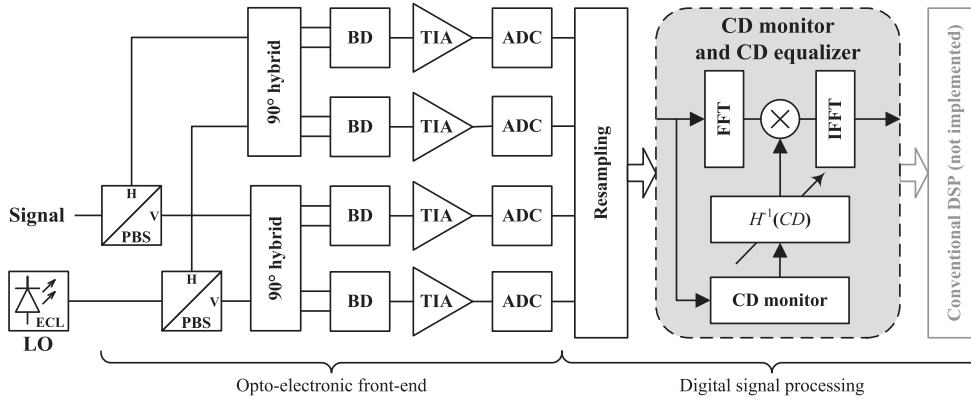 90° hybrid
BD
TIA
ADC
BD
TIA
ADC
90° hybrid
BD
TIA
ADC
BD
TIA
ADC
Signal
H
V
PBS
H
V
PBS
ECL
LO
Resampling
CD monitor
and CD equalizer
FFT
IFFT
H⁻¹(CD)
CD monitor
Conventional DSP (not implemented)
Opto-electronic front-end
Digital signal processing